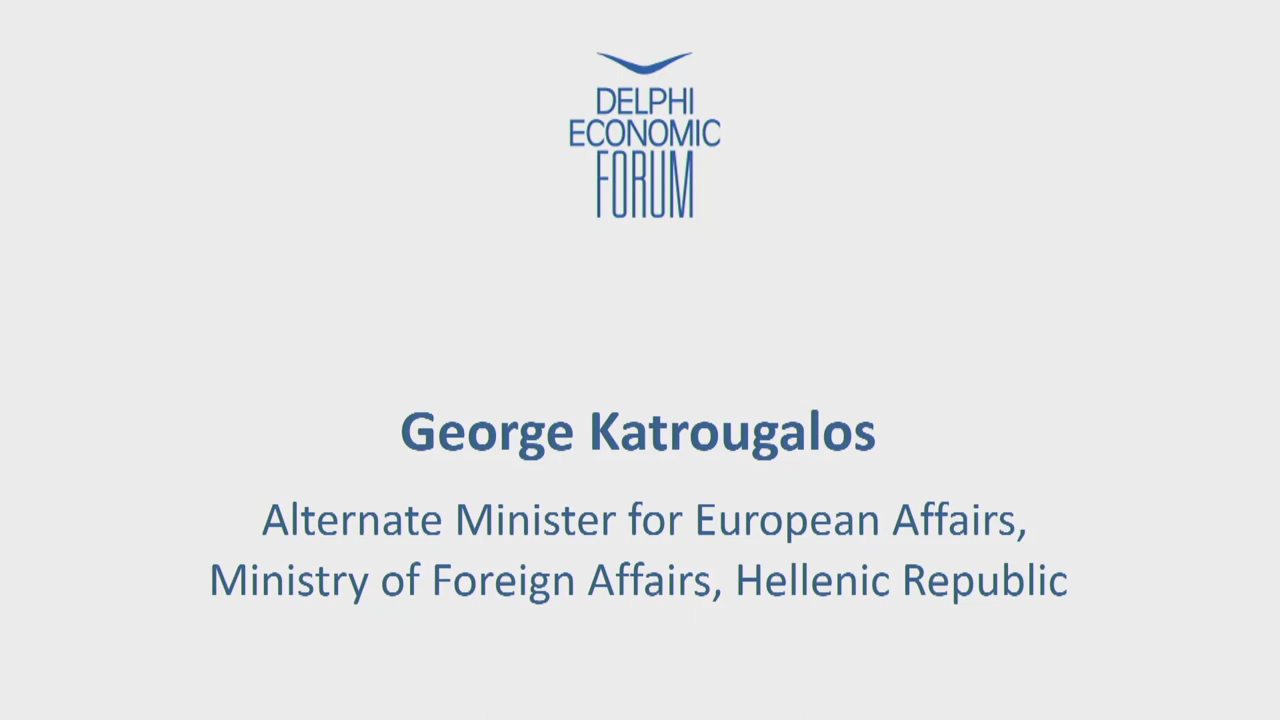 DELPHI
ECONOMIC
FORUM
George Katrougalos
Alternate Minister for European Affairs,
Ministry of Foreign Affairs, Hellenic Republic